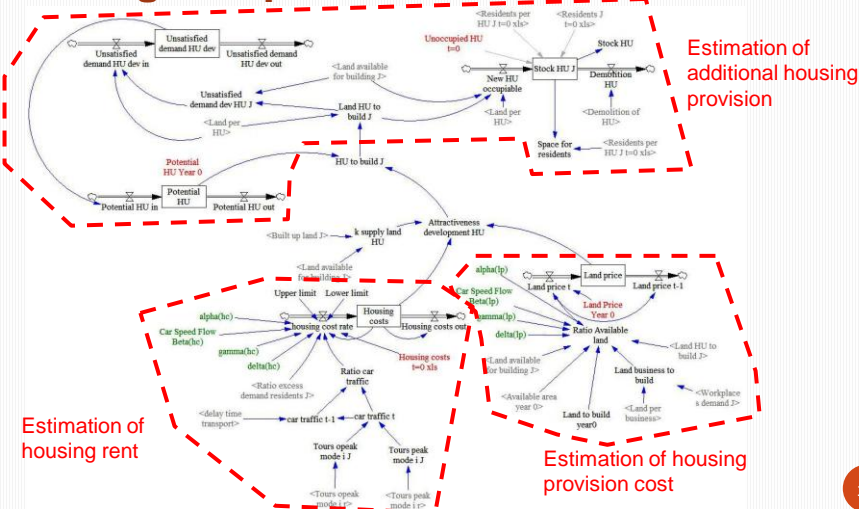 <Residents per
HU J t=0 xls>
<Residents J
t=0 xls>
Unsatisfied
demand HU dev
Unsatisfied
demand HU dev in
Unsatisfied demand
HU dev out
Unoccupied HU
t=0
Stock HU
Stock HU J
<Land available
for building J>
New HU
occupiable
Demolition
HU
Estimation of
additional housing
provision
Unsatisfied
demand dev HU J
Land HU to
build J
<Land per
HU>
<Land per
HU>
<Demolition of
HU>
Space for
residents
<Residents per
HU J t=0 xls>
Potential
HU Year 0
HU to build J
Potential
HU
Potential HU in
Potential HU out
<Built up land J>
k supply land
HU
Attractiveness
development HU
<Land available
for building J>
alpha(lp)
Land price
Land price t
Land price t-1
Upper limit
Lower limit
Car Speed Flow
Beta(lp)
Land Price
Year 0
alpha(hc)
Housing
costs
gamma(lp)
Car Speed Flow
Beta(hc)
housing cost rate
Housing costs out
delta(lp)
Ratio Available
land
gamma(hc)
delta(hc)
Housing costs
t=0 xls
<Land available
for building J>
<Land HU to
build J>
<Ratio excess
demand residents J>
Ratio car
traffic
<Available area
year 0>
Land business to
build
<Workplace
s demand J>
Estimation of
housing rent
<delay time
transport>
car traffic t-1
car traffic t
Land to build
year0
<Land per
business>
Tours opeak
mode i J
Tours peak
mode i J
Estimation of housing
provision cost
<Tours opeak
mode i r>
<Tours peak
mode i r>